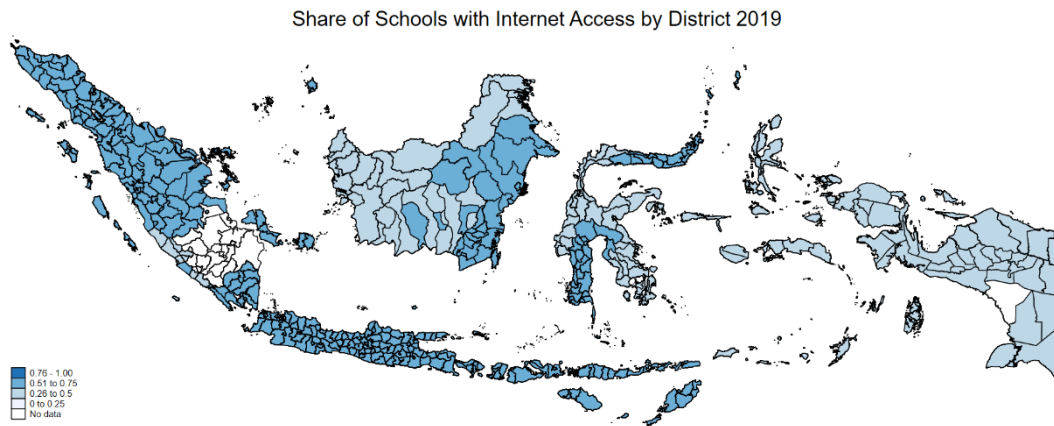 Share of Schools with Internet Access by District 2019
0.76 - 1.00
0.51 to 0.75
0.26 to 0.5
0 to 0.25
No data